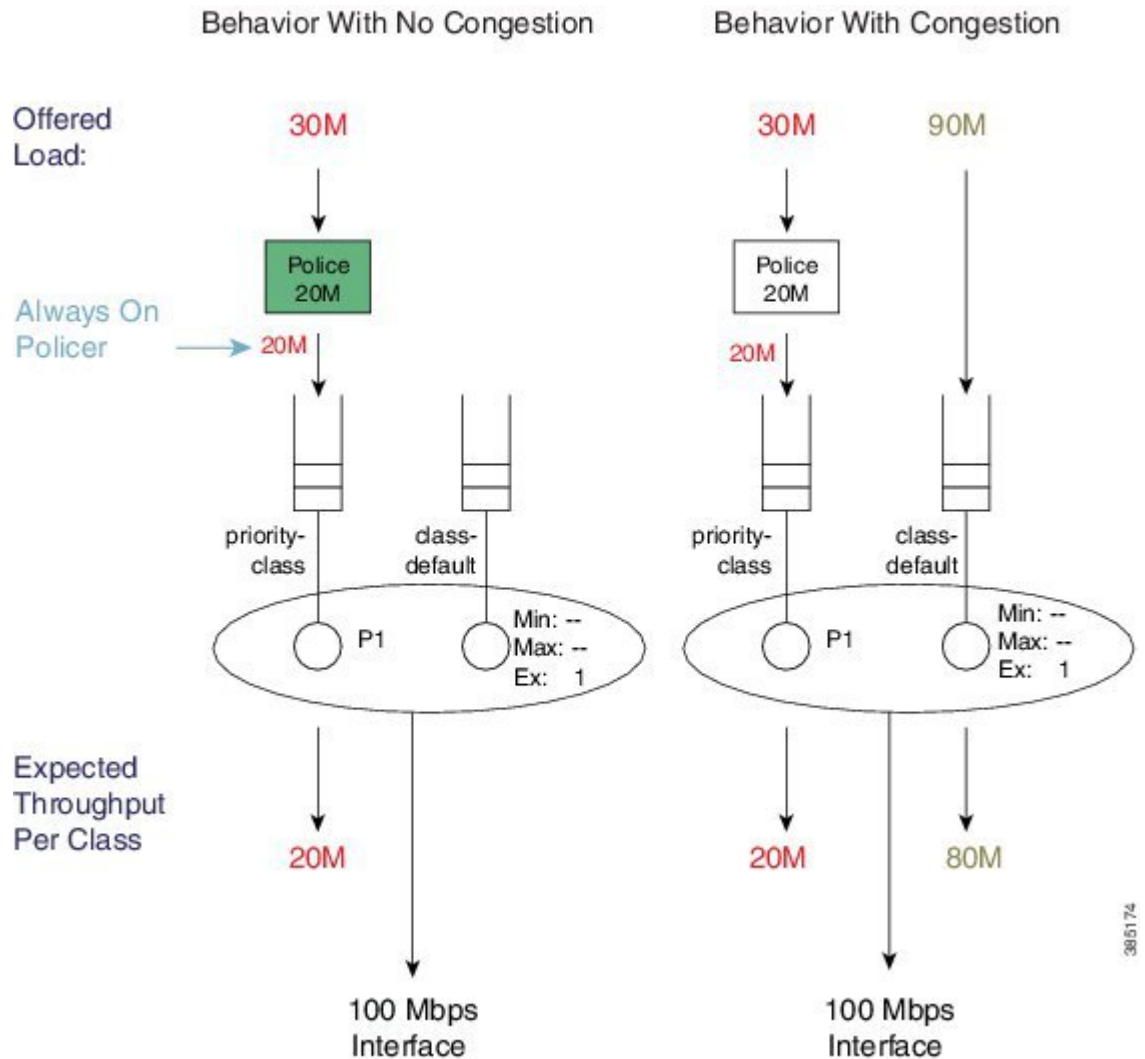 Behavior With No Congestion
Behavior With Congestion
Offered
Load:
30M
30M
90M
Police
20M
Police
20M
Always On
Policer
20M
20M
priority-
class
class-
default
priority-
class
class-
default
P1
Min: --
Max: --
Ex: 1
P1
Min: --
Max: --
Ex: 1
Expected
Throughput
Per Class
20M
20M
80M
100 Mbps
Interface
100 Mbps
Interface
385174